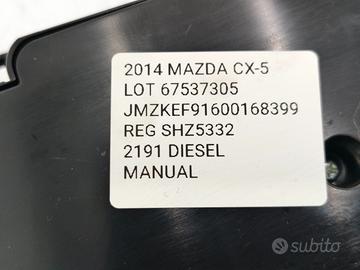 2014 MAZDA CX-5
LOT 67537305
JMZKEF91600168399
REG SHZ5332
2191 DIESEL
MANUAL
subito